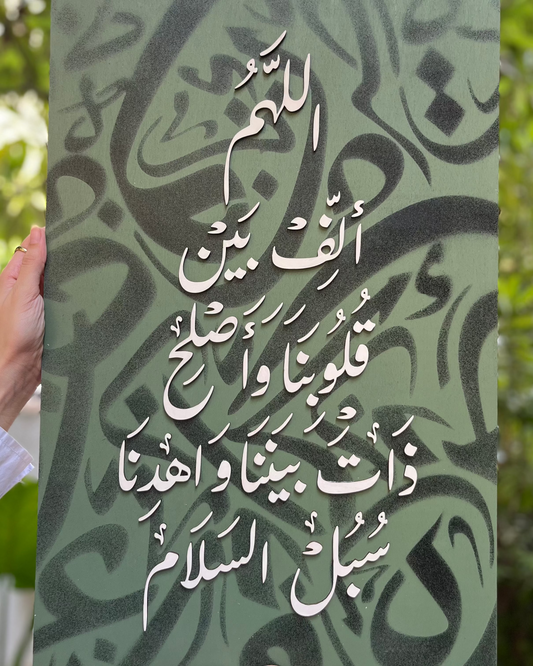 اللَّهُمَّ
أَلِّفْ بَيْنَ
قُلُوبِنَا وَأَصْلِحْ
ذَاتَ بَيْنِنَا وَاهْدِنَا
سُبُلَ السَّلَامِ